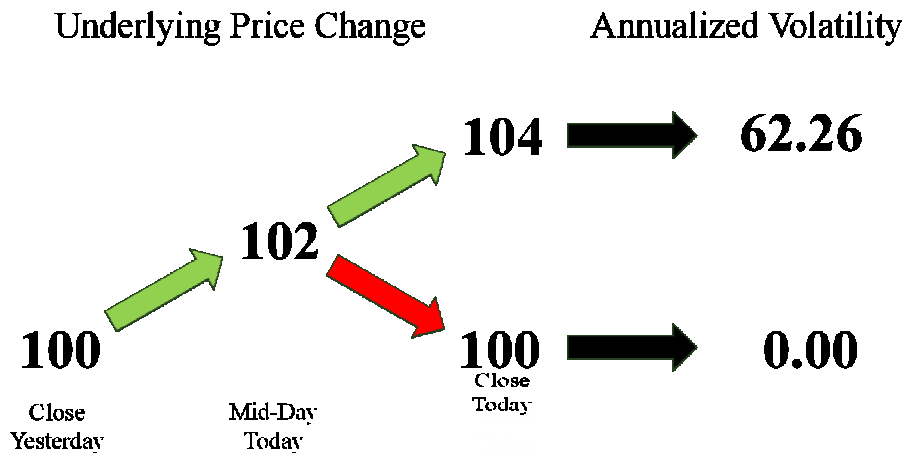 Underlying Price Change
Annualized Volatility
104
62.26
102
100
100
0.00
Close
Today
Close
Yesterday
Mid-Day
Today